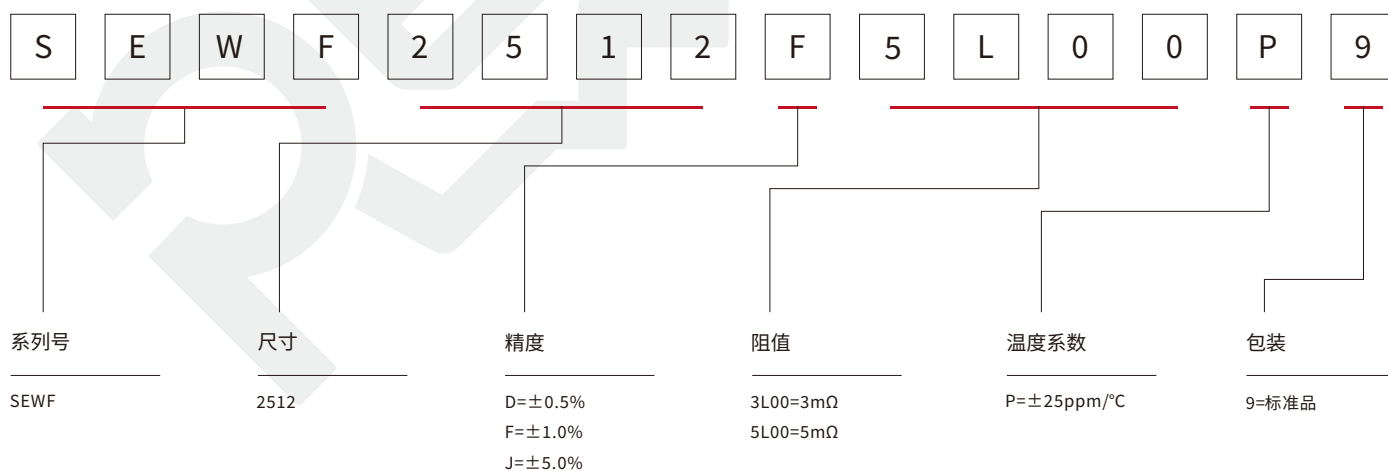 S E W F 2 5 1 2 F 5 L 0 0 P 9
系列号
SEWF
尺寸
2512
精度
D=±0.5%
F=±1.0%
J=±5.0%
阻值
3L00=3mΩ
5L00=5mΩ
温度系数
P=±25ppm/°C
包装
9=标准品